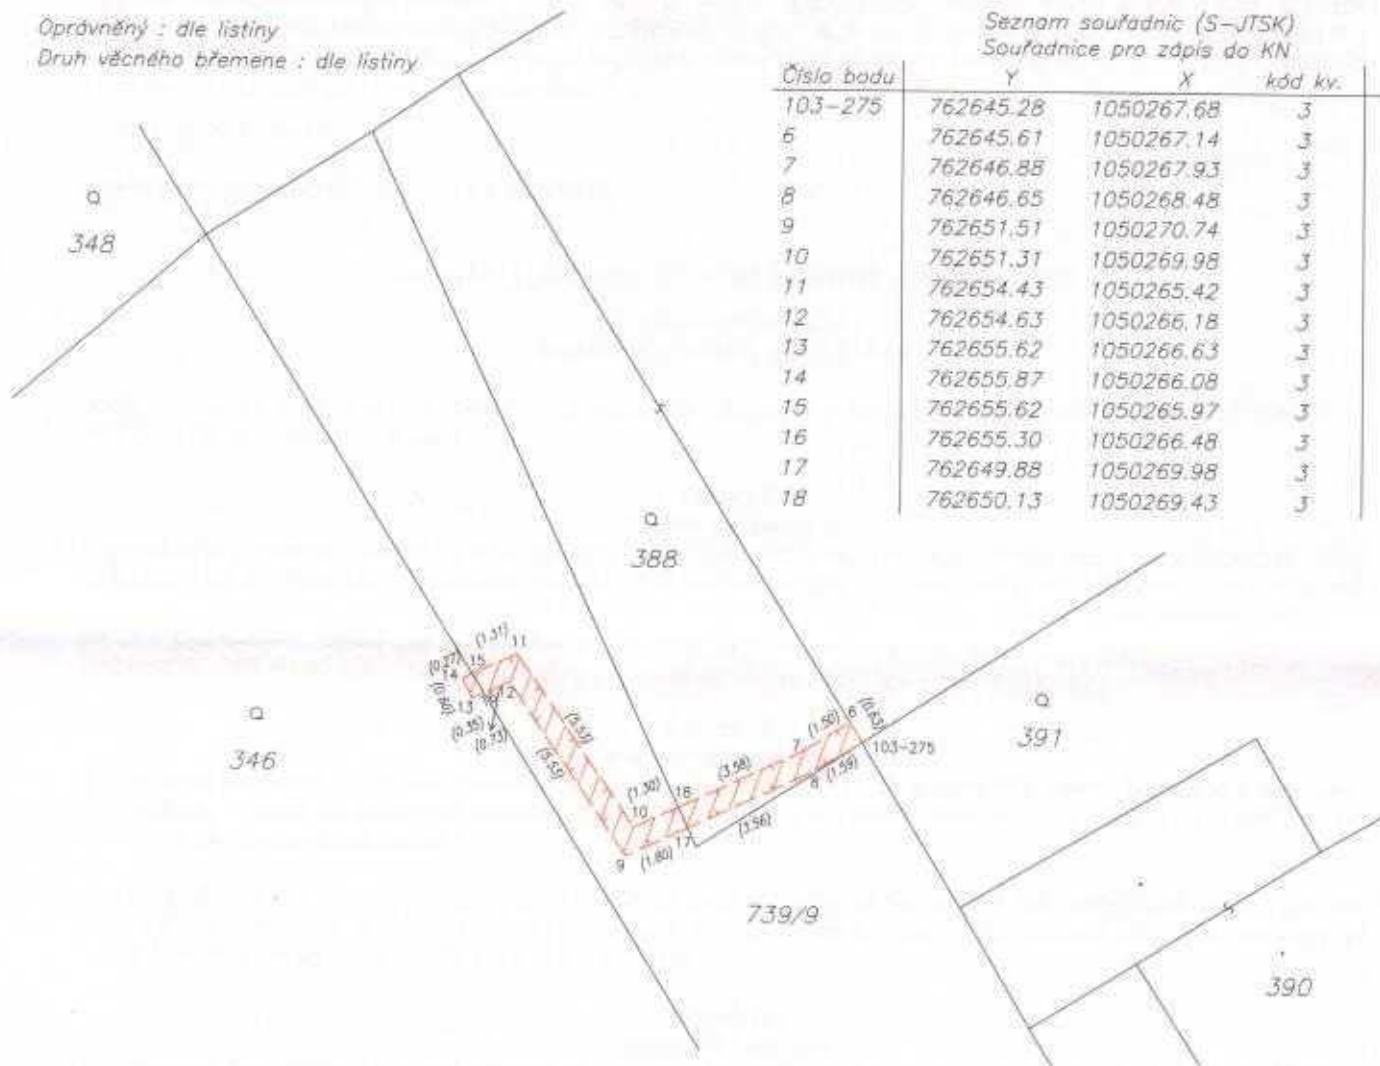 Oprávněný : dle listiny
Druh věcného břemene : dle listiny
Seznam souřadnic (S-JTSK)
Souřadnice pro zápis do KN
Číslo bodu Y X kód kv.
103-275 762645.28 1050267.68 3
6 762645.61 1050267.14 3
7 762646.88 1050267.93 3
8 762646.65 1050268.48 3
9 762651.51 1050270.74 3
10 762651.31 1050269.98 3
11 762654.43 1050265.42 3
12 762654.63 1050266.18 3
13 762655.62 1050266.63 3
14 762655.87 1050266.08 3
15 762655.62 1050265.97 3
16 762655.30 1050266.48 3
17 762649.88 1050269.98 3
18 762650.13 1050269.43 3
348
388
(1.31)
11
(0.27)
15
14
(0.60)
13
12
(0.35)
(0.73)
(5.53)
(5.55)
346
(1.30)
10
18
(3.58)
7
(1.50)
6
(0.63)
103-275
8
(1.59)
(3.96)
17
(1.80)
9
391
739/9
390